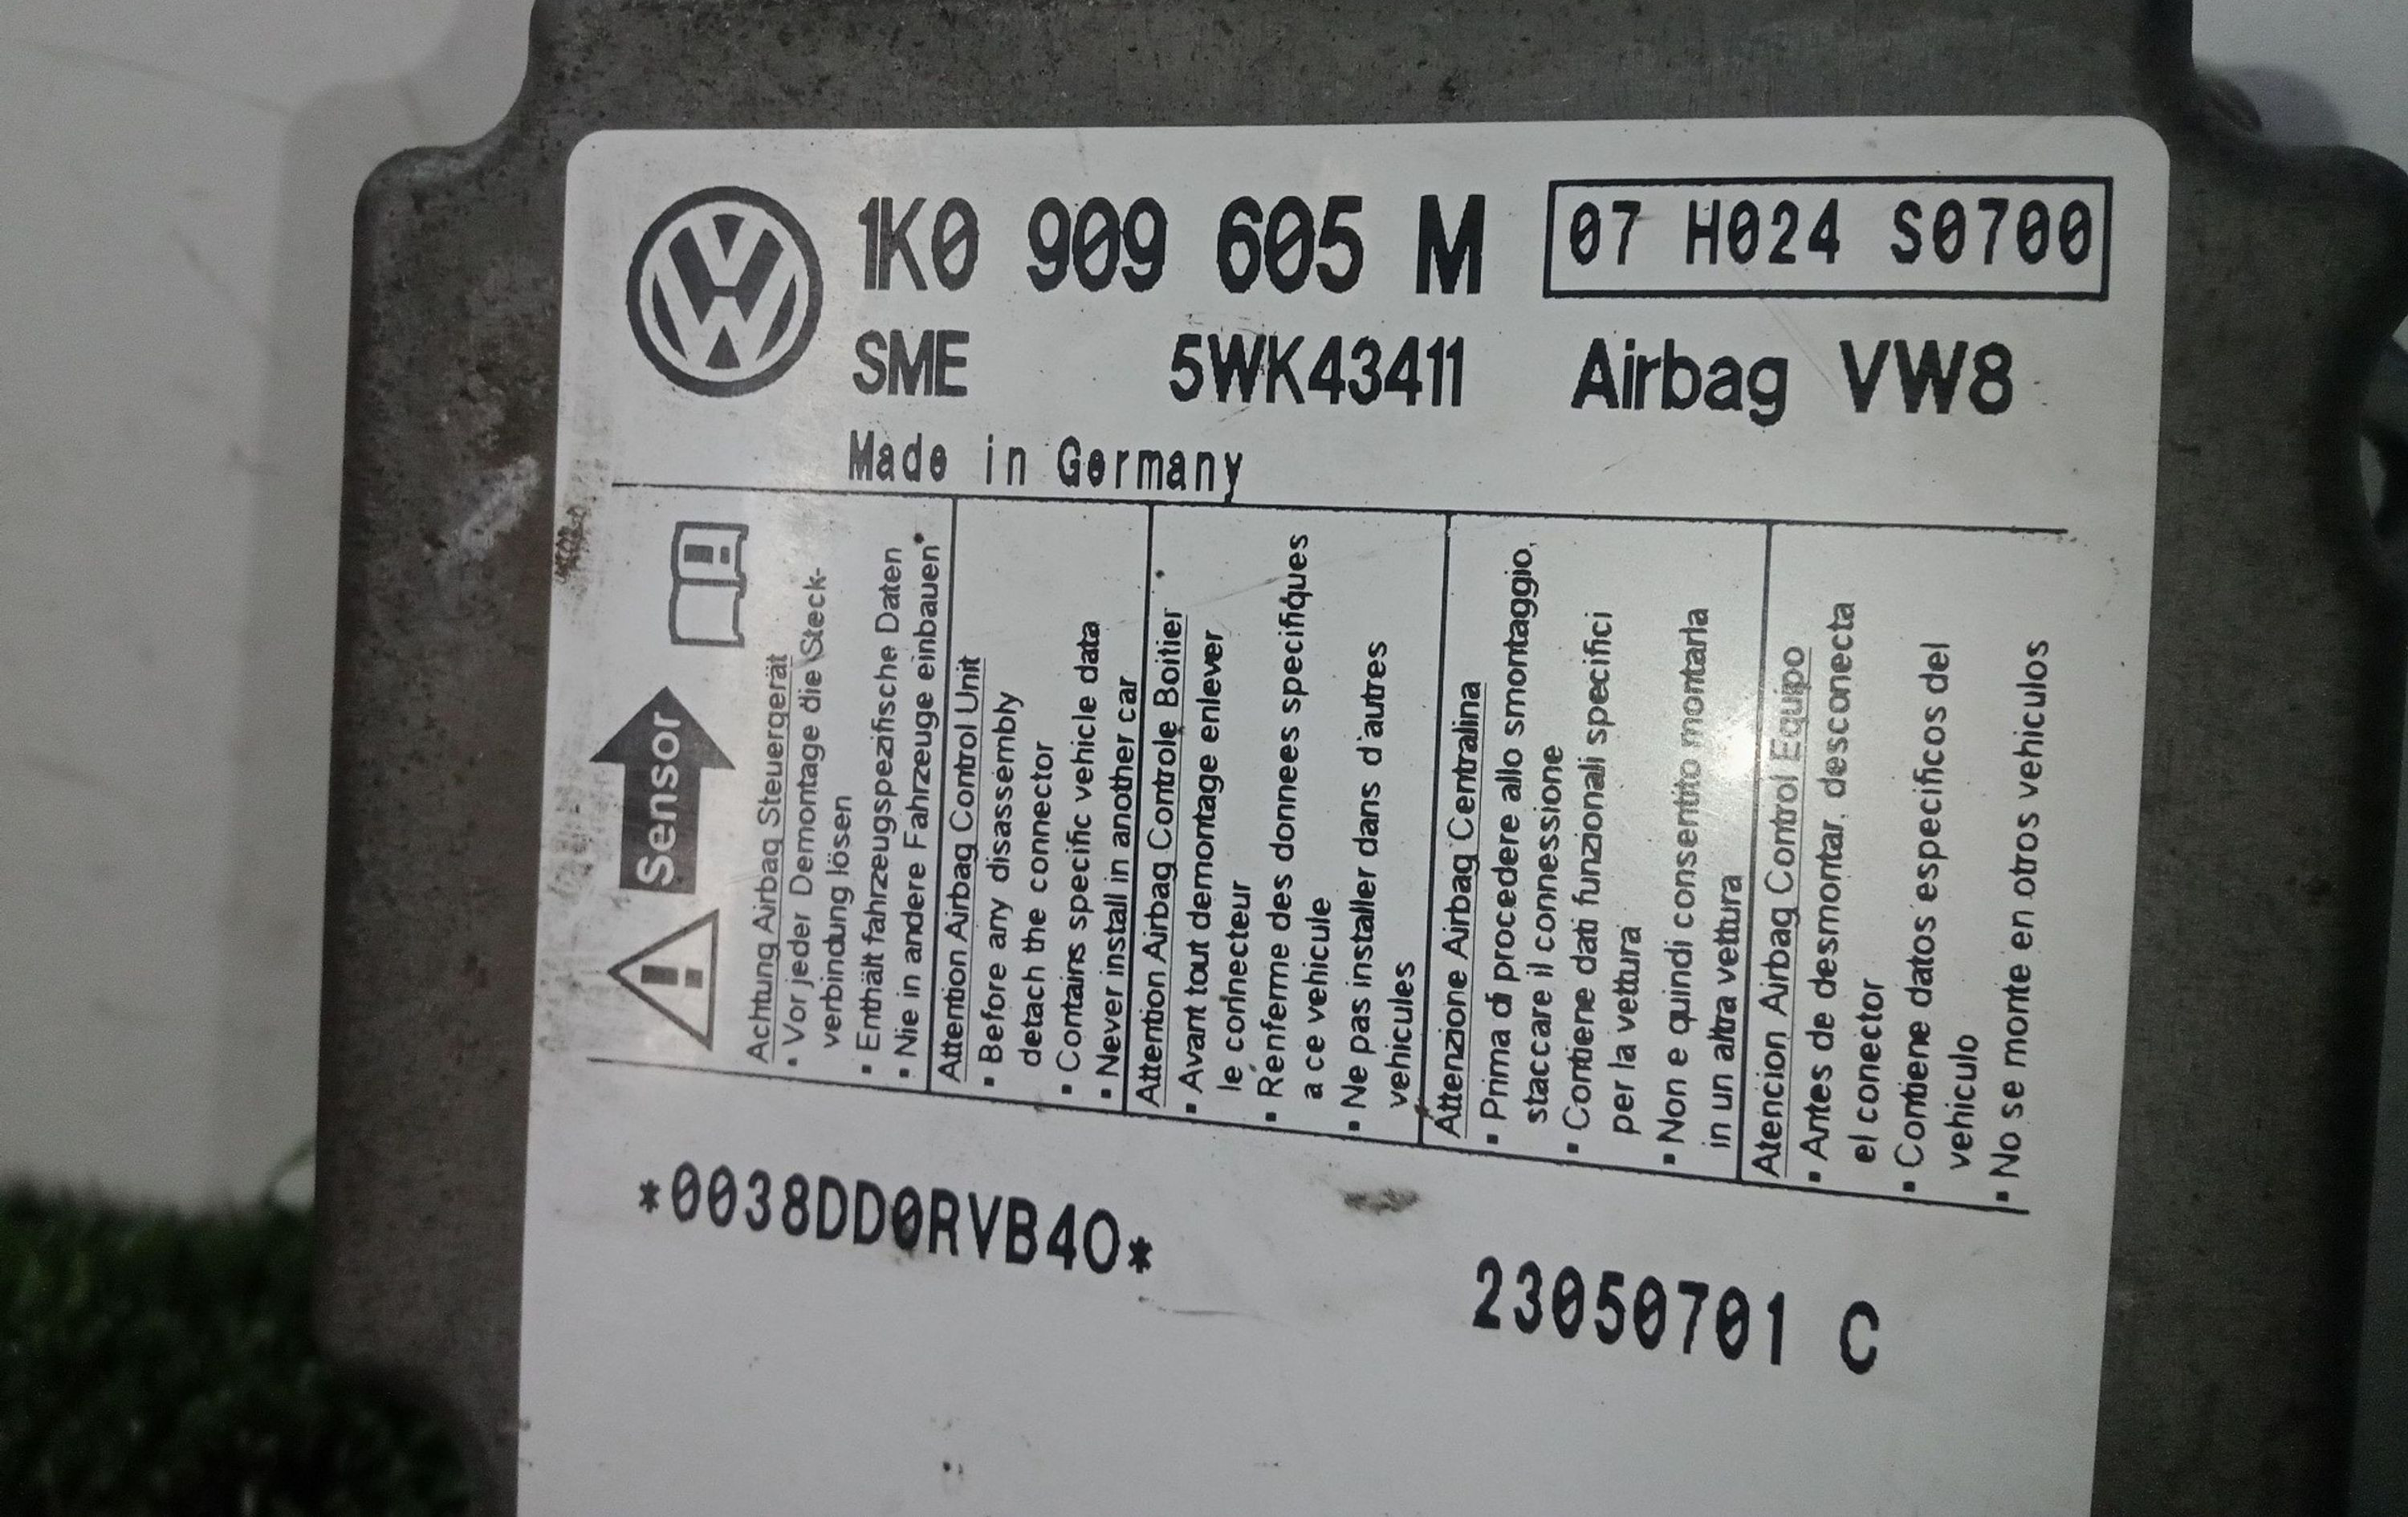 1K0 909 605 M 07 H024 S0700
SME 5WK43411 Airbag VW8
Made in Germany
Sensor
Achtung Airbag Steuergerät
▪ Vor jeder Demontage die Steck-
verbindung lösen
▪ Enthält fahrzeugspezifische Daten
▪ Nie in andere Fahrzeuge einbauen"
Attention Airbag Control Unit
▪ Before any disassembly
detach the connector
▪ Contains specific vehicle data
▪ Never install in another car
Attention Airbag Controle Boitier
▪ Avant tout demontage enlever
le connecteur
▪ Renferme des donnees specifiques
a ce vehicule
▪ Ne pas installer dans d'autres
vehicules
Attenzione Airbag Centralina
▪ Prima di procedere allo smontaggio,
staccare il connessione
▪ Contiene dati funzionali specifici
per la vettura
▪ Non e quindi consentito montarla
in un altra vettura
Atencion Airbag Control Equipo
▪ Antes de desmontar, desconecta
el conector
▪ Contiene datos especificos del
vehiculo
▪ No se monte en otros vehiculos
*0038DD0RVB4O*
23050701 C